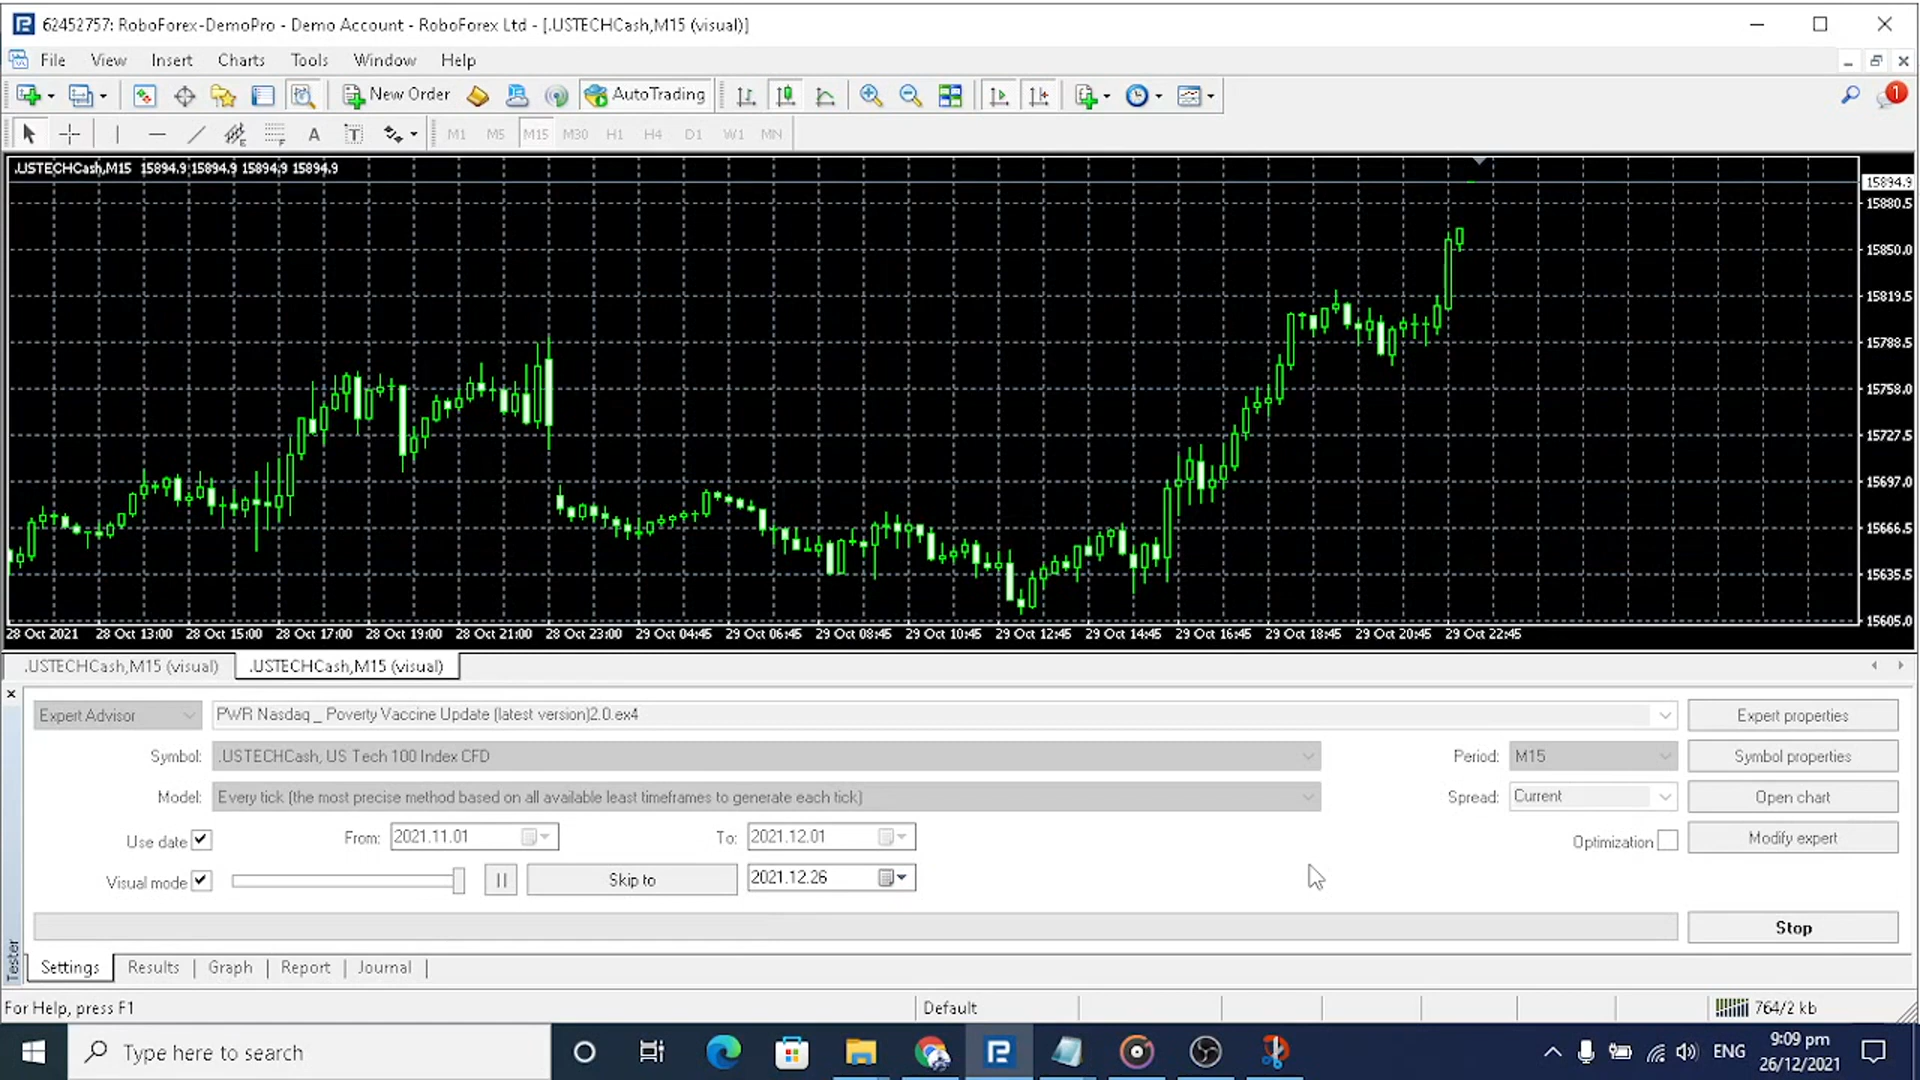 62452757: RoboForex-DemoPro - Demo Account - RoboForex Ltd - [.USTECHCash,M15 (visual)]
File View Insert Charts Tools Window Help
New Order AutoTrading 1
A T M1 M5 M15 M30 H1 H4 D1 W1 MN
.USTECHCash,M15 15894.9 15894.9 15894.9 15894.9
15894.9
15880.5
15850.0
15819.5
15788.5
15758.0
15727.5
15697.0
15666.5
15635.5
15605.0
28 Oct 2021 28 Oct 13:00 28 Oct 15:00 28 Oct 17:00 28 Oct 19:00 28 Oct 21:00 28 Oct 23:00 29 Oct 04:45 29 Oct 06:45 29 Oct 08:45 29 Oct 10:45 29 Oct 12:45 29 Oct 14:45 29 Oct 16:45 29 Oct 18:45 29 Oct 20:45 29 Oct 22:45
.USTECHCash,M15 (visual) .USTECHCash,M15 (visual)
Expert Advisor PWR Nasdaq _ Poverty Vaccine Update (latest version)2.0.ex4 Expert properties
Symbol: .USTECHCash, US Tech 100 Index CFD Period: M15 Symbol properties
Model: Every tick (the most precise method based on all available least timeframes to generate each tick) Spread: Current Open chart
Use date From: 2021.11.01 To: 2021.12.01 Optimization Modify expert
Visual mode Skip to 2021.12.26
Stop
Tester
Settings Results Graph Report Journal
For Help, press F1 Default 764/2 kb
Type here to search ENG 9:09 pm
26/12/2021